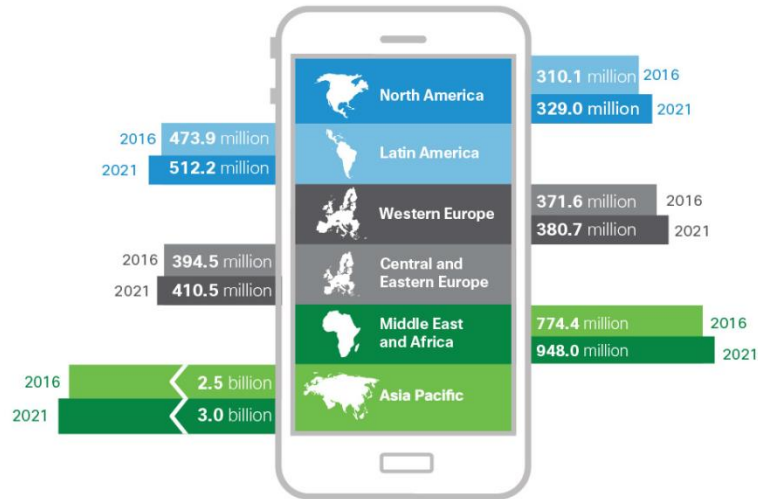 North America
310.1 million 2016
329.0 million 2021
2016 473.9 million
2021 512.2 million
Latin America
Western Europe
371.6 million 2016
380.7 million 2021
2016 394.5 million
2021 410.5 million
Central and
Eastern Europe
Middle East
and Africa
774.4 million 2016
948.0 million 2021
2016 2.5 billion
2021 3.0 billion
Asia Pacific